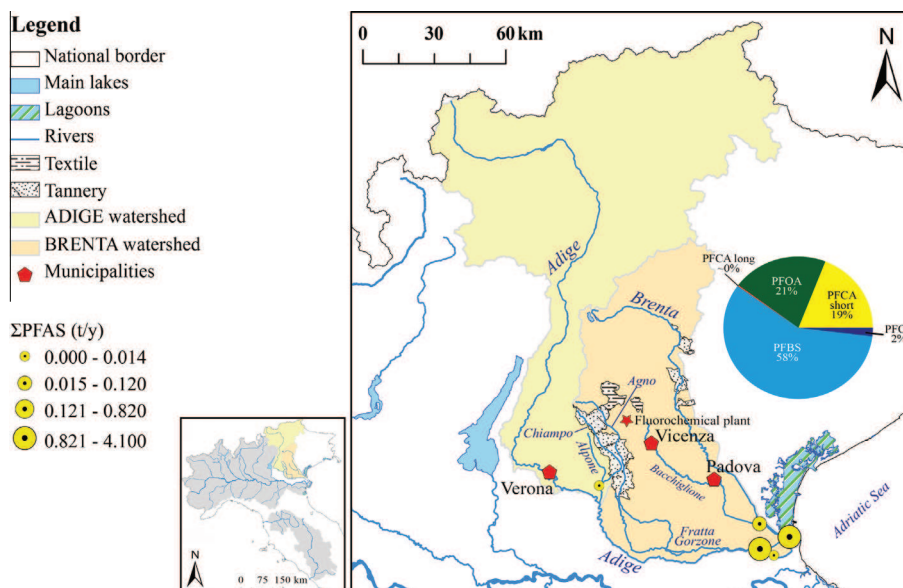 Legend
National border
Main lakes
Lagoons
Rivers
Textile
Tannery
ADIGE watershed
BRENTA watershed
Municipalities
ΣPFAS (t/y)
0.000 - 0.014
0.015 - 0.120
0.121 - 0.820
0.821 - 4.100
N
0 75 150 km
0 30 60 km
N
Adige
Brenta
PFCA long
~0%
PFOA
21%
PFCA
short
19%
PFO
2%
PFBS
58%
Agno
Fluorochemical plant
Chiampo
Vicenza
Alpone
Padova
Verona
Bacchiglione
Adriatic Sea
Fratta
Gorzone
Adige